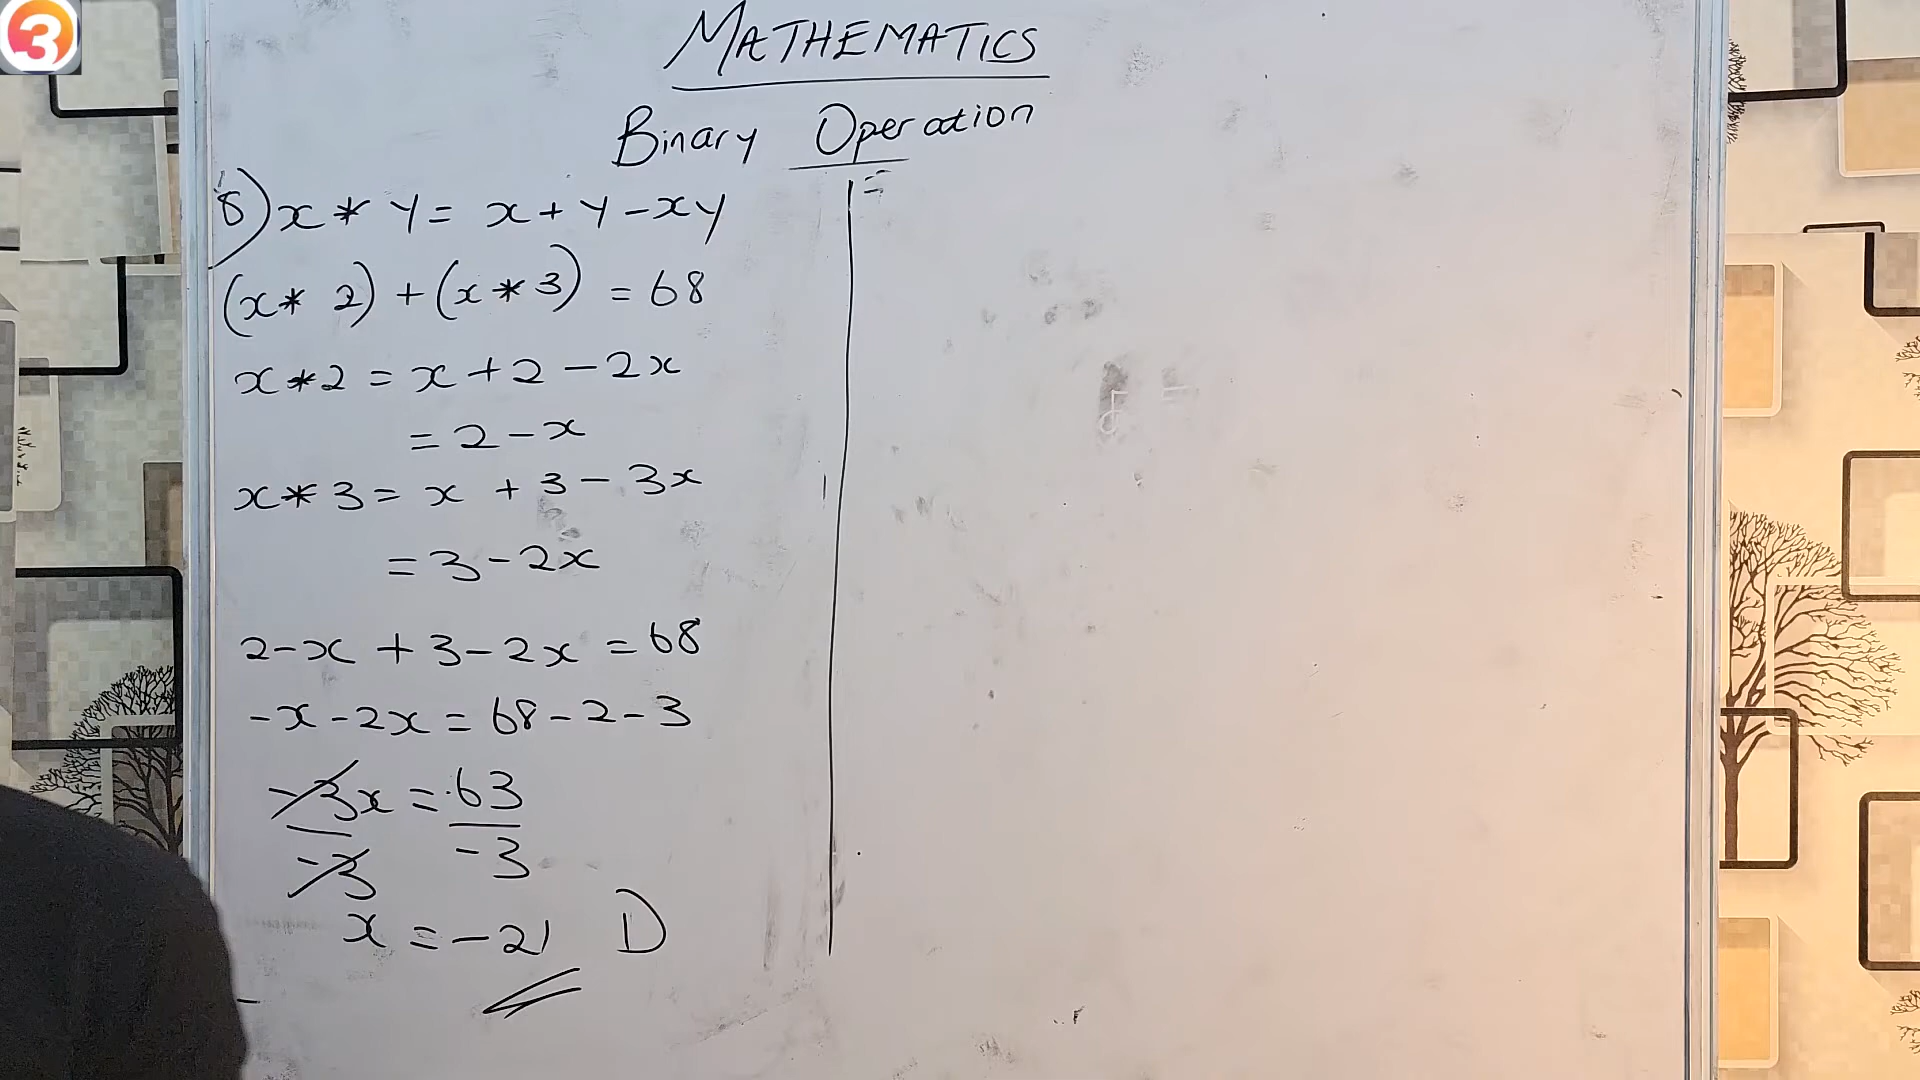 3
MATHEMATICS
Binary Operation
8) x * y = x + y - xy
(x * 2) + (x * 3) = 68
x * 2 = x + 2 - 2x
= 2 - x
x * 3 = x + 3 - 3x
= 3 - 2x
2 - x + 3 - 2x = 68
-x - 2x = 68 - 2 - 3
-3x = 63
-3 -3
x = -21 D